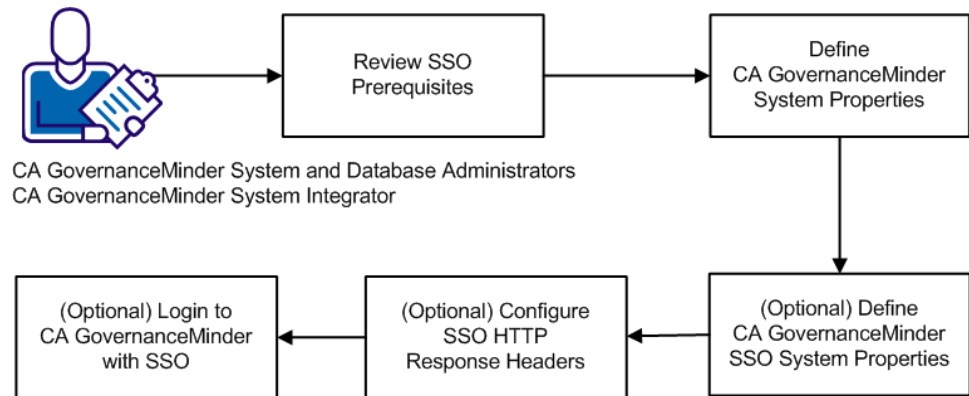 Review SSO
Prerequisites
Define
CA GovernanceMinder
System Properties
CA GovernanceMinder System and Database Administrators
CA GovernanceMinder System Integrator
(Optional) Define
CA GovernanceMinder
SSO System Properties
(Optional) Configure
SSO HTTP
Response Headers
(Optional) Login to
CA GovernanceMinder
with SSO